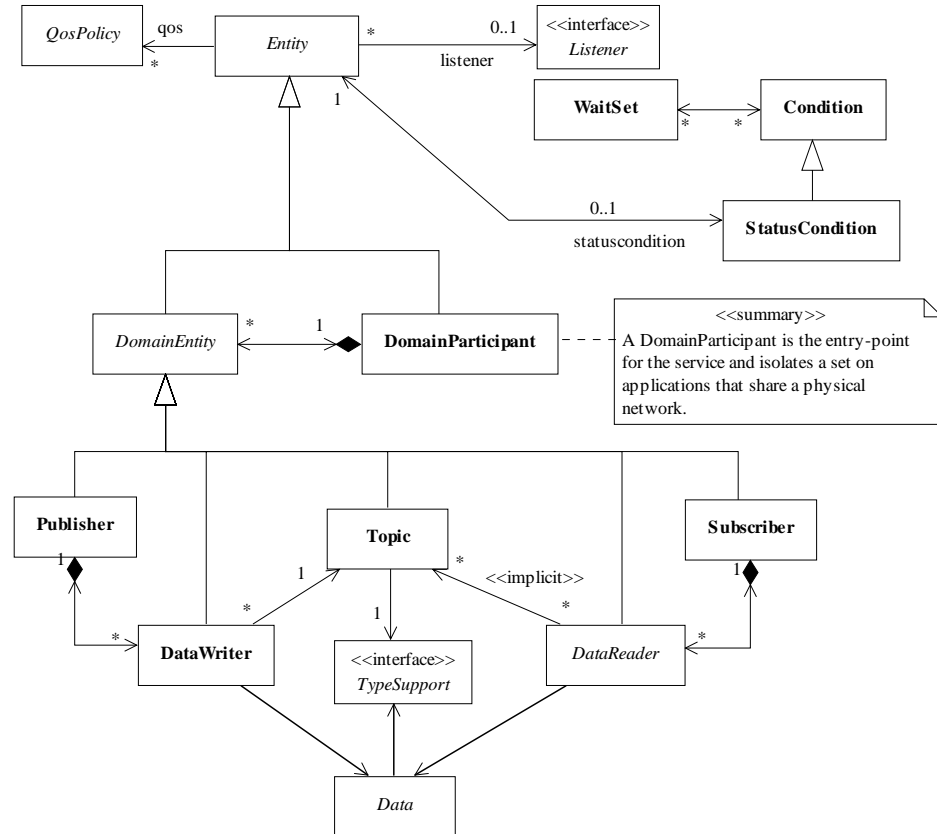 QosPolicy
qos
*
Entity
*
0..1
listener
<<interface>>
Listener
1
WaitSet
*
*
Condition
0..1
statuscondition
StatusCondition
DomainEntity
*
1
DomainParticipant
<<summary>>
A DomainParticipant is the entry-point
for the service and isolates a set on
applications that share a physical
network.
Publisher
1
Topic
Subscriber
1
*
1
*
<<implicit>>
*
*
1
*
DataWriter
<<interface>>
TypeSupport
DataReader
Data